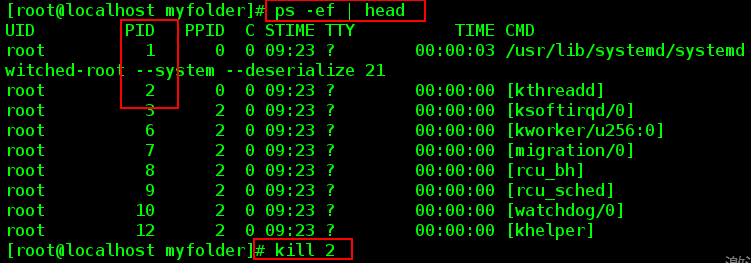 [root@localhost myfolder]# ps -ef | head
UID        PID   PPID  C STIME TTY          TIME CMD
root         1      0  0 09:23 ?        00:00:03 /usr/lib/systemd/systemd
witched-root --system --deserialize 21
root         2      0  0 09:23 ?        00:00:00 [kthreadd]
root         3      2  0 09:23 ?        00:00:00 [ksoftirqd/0]
root         6      2  0 09:23 ?        00:00:00 [kworker/u256:0]
root         7      2  0 09:23 ?        00:00:00 [migration/0]
root         8      2  0 09:23 ?        00:00:00 [rcu_bh]
root         9      2  0 09:23 ?        00:00:00 [rcu_sched]
root        10      2  0 09:23 ?        00:00:00 [watchdog/0]
root        12      2  0 09:23 ?        00:00:00 [khelper]
[root@localhost myfolder]# kill 2